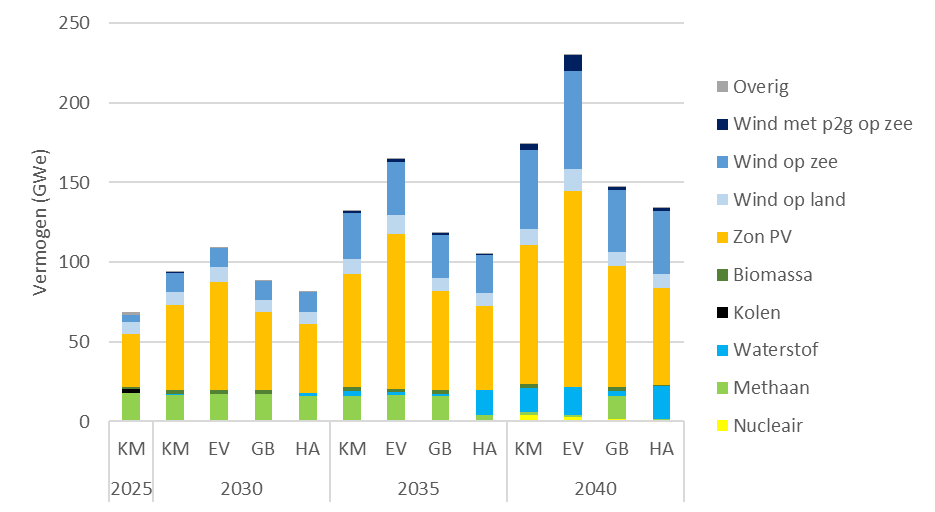 250
200
150
100
50
0
Vermogen (GWe)
KM KM EV GB HA KM EV GB HA KM EV GB HA
2025 2030 2035 2040
Overig
Wind met p2g op zee
Wind op zee
Wind op land
Zon PV
Biomassa
Kolen
Waterstof
Methaan
Nucleair